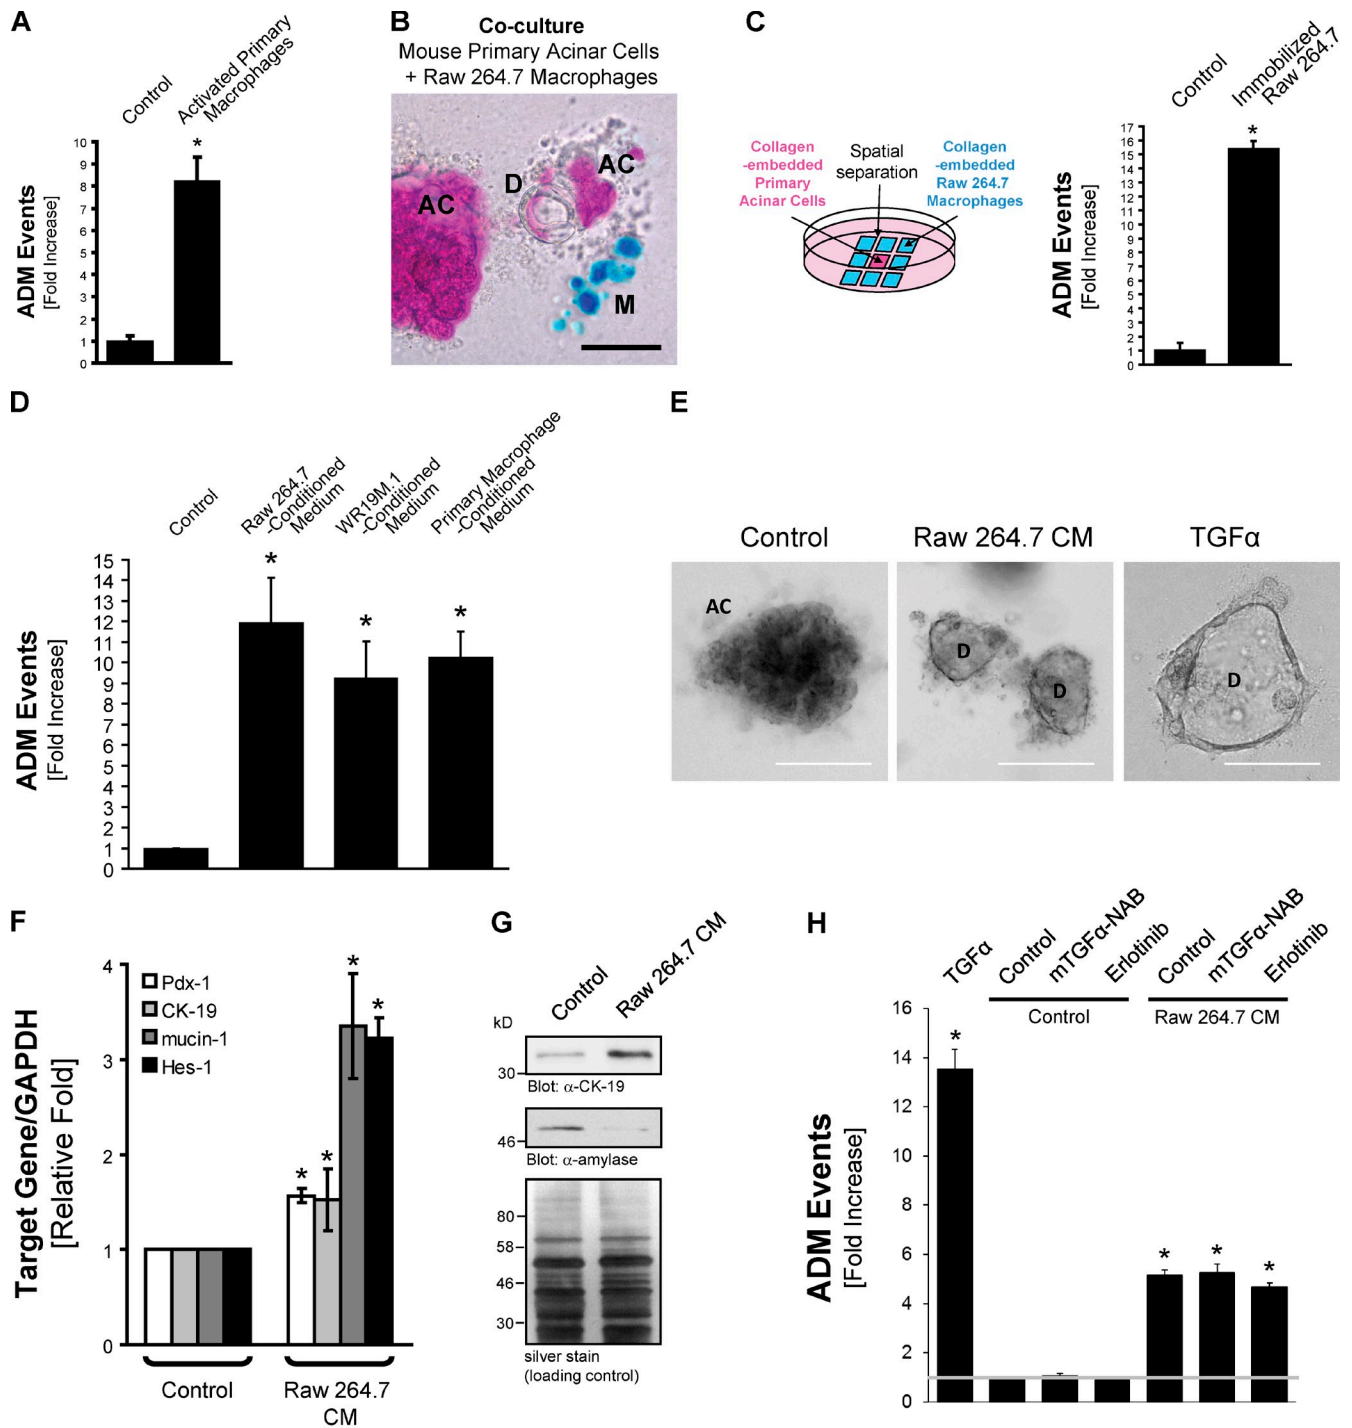 A
Control
Activated Primary
Macrophages
ADM Events
[Fold Increase]
10
9
8
7
6
5
4
3
2
1
0
*
B
Co-culture
Mouse Primary Acinar Cells
+ Raw 264.7 Macrophages
AC
D
AC
M
C
Collagen
-embedded
Primary
Acinar Cells
Spatial
separation
Collagen
-embedded
Raw 264.7
Macrophages
Control
Immobilized
Raw 264.7
ADM Events
[Fold Increase]
17
16
15
14
13
12
11
10
9
8
7
6
5
4
3
2
1
0
*
D
Control
Raw 264.7
-Conditioned
Medium
WR19M.1
-Conditioned
Medium
Primary Macrophage
-Conditioned
Medium
ADM Events
[Fold Increase]
15
14
13
12
11
10
9
8
7
6
5
4
3
2
1
0
*
*
*
E
Control
Raw 264.7 CM
TGFα
AC
D
D
D
F
Target Gene/GAPDH
[Relative Fold]
4
3
2
1
0
Pdx-1
CK-19
mucin-1
Hes-1
*
*
*
*
Control
Raw 264.7
CM
G
Control
Raw 264.7 CM
kD
30
Blot: α-CK-19
46
Blot: α-amylase
80
58
46
30
silver stain
(loading control)
H
TGFα
Control
mTGFα-NAB
Erlotinib
Control
mTGFα-NAB
Erlotinib
Control
Raw 264.7 CM
ADM Events
[Fold Increase]
16
14
12
10
8
6
4
2
0
*
*
*
*